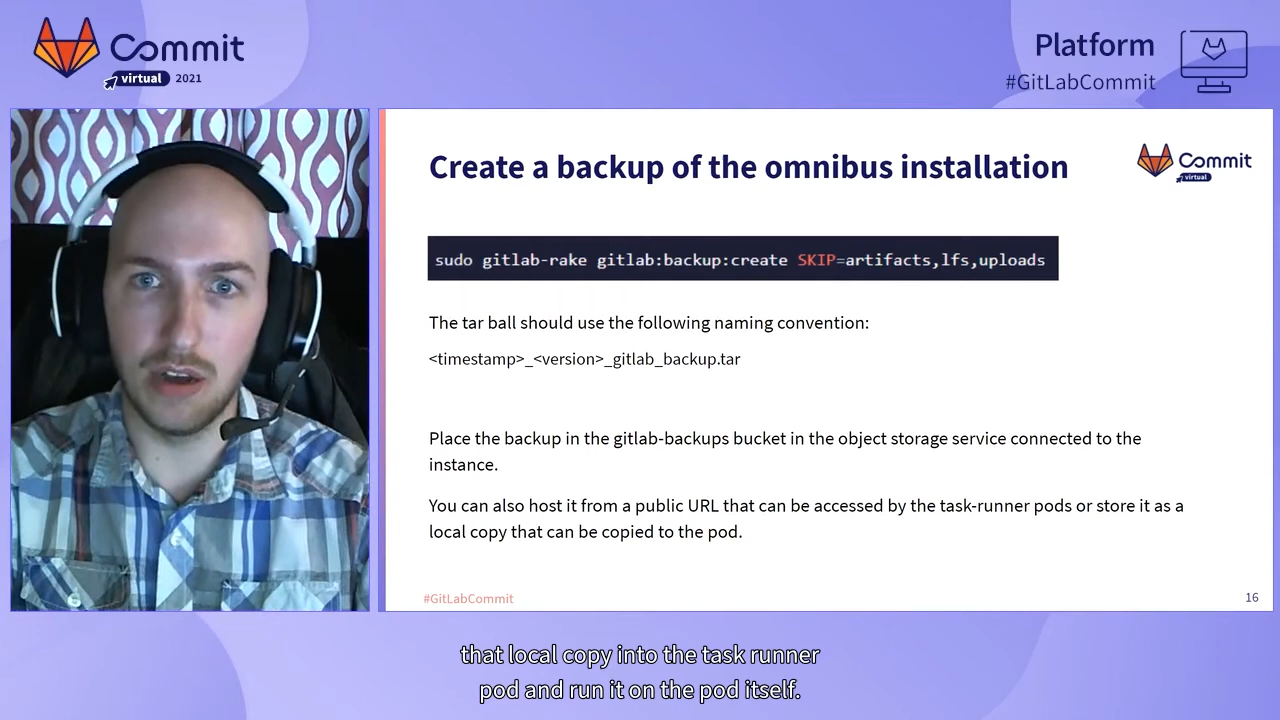 Commit
virtual 2021
Platform
#GitLabCommit
Create a backup of the omnibus installation
Commit
virtual
sudo gitlab-rake gitlab:backup:create SKIP=artifacts,lfs,uploads
The tar ball should use the following naming convention:
<timestamp>_<version>_gitlab_backup.tar
Place the backup in the gitlab-backups bucket in the object storage service connected to the
instance.
You can also host it from a public URL that can be accessed by the task-runner pods or store it as a
local copy that can be copied to the pod.
#GitLabCommit
16
that local copy into the task runner
pod and run it on the pod itself.